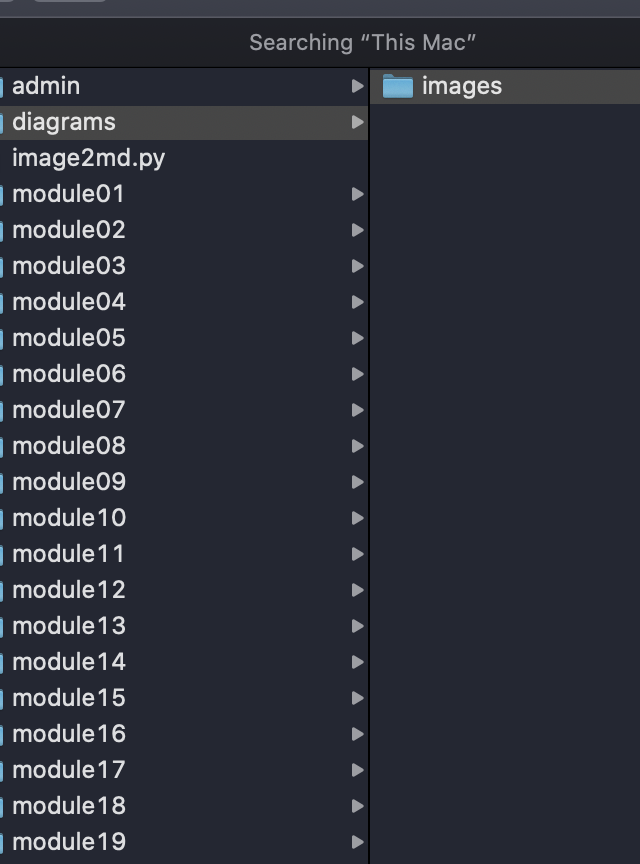 Searching “This Mac”
admin
diagrams
image2md.py
module01
module02
module03
module04
module05
module06
module07
module08
module09
module10
module11
module12
module13
module14
module15
module16
module17
module18
module19
images